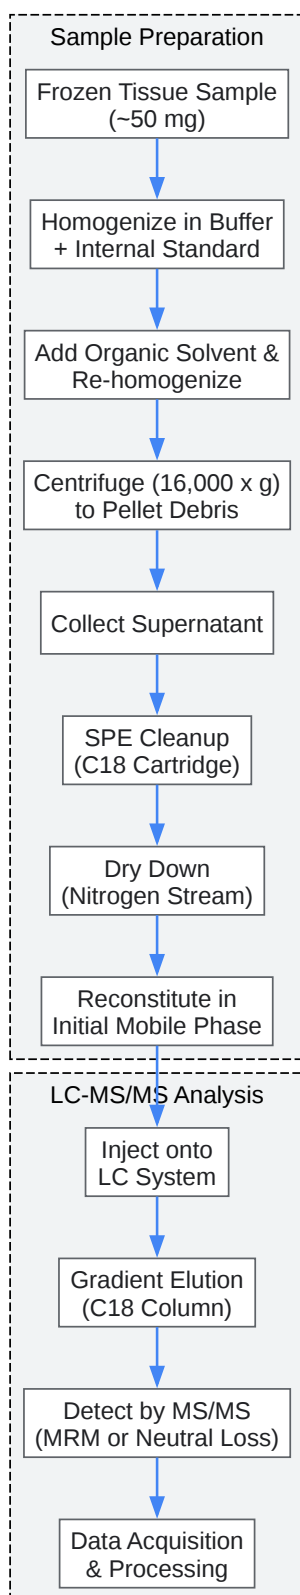 Sample Preparation
Frozen Tissue Sample
(~50 mg)
Homogenize in Buffer
+ Internal Standard
Add Organic Solvent &
Re-homogenize
Centrifuge (16,000 x g)
to Pellet Debris
Collect Supernatant
SPE Cleanup
(C18 Cartridge)
Dry Down
(Nitrogen Stream)
Reconstitute in
Initial Mobile Phase
LC-MS/MS Analysis
Inject onto
LC System
Gradient Elution
(C18 Column)
Detect by MS/MS
(MRM or Neutral Loss)
Data Acquisition
& Processing